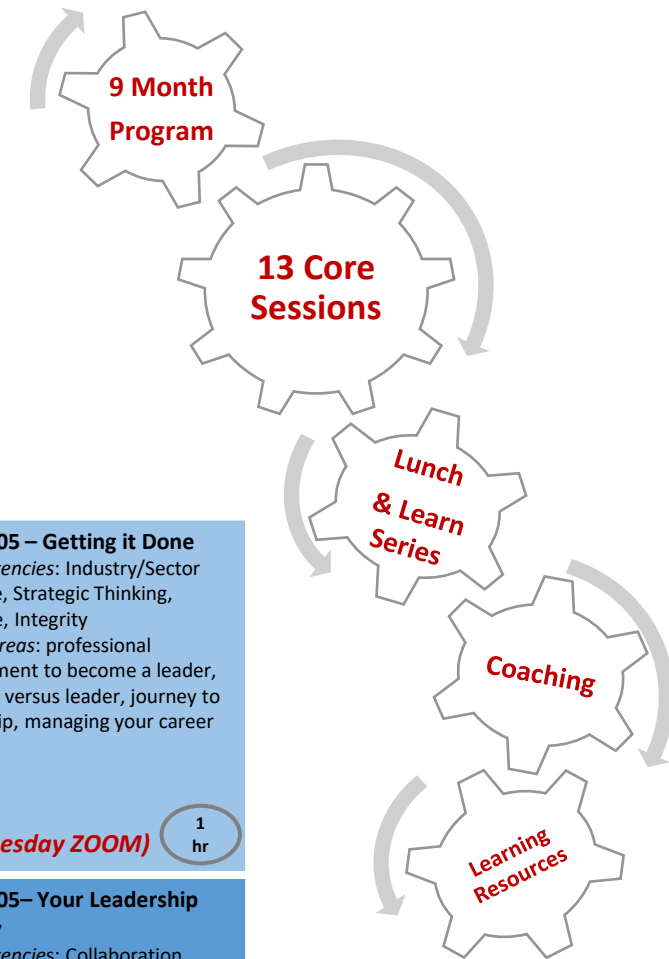 9 Month
Program
13 Core
Sessions
Lunch
& Learn
Series
Coaching
Learning
Resources
05 – Getting it Done
encies: Industry/Sector
e, Strategic Thinking,
e, Integrity
reas: professional
ment to become a leader,
versus leader, journey to
ip, managing your career
esday ZOOM)
1
hr
05– Your Leadership
encies: Collaboration